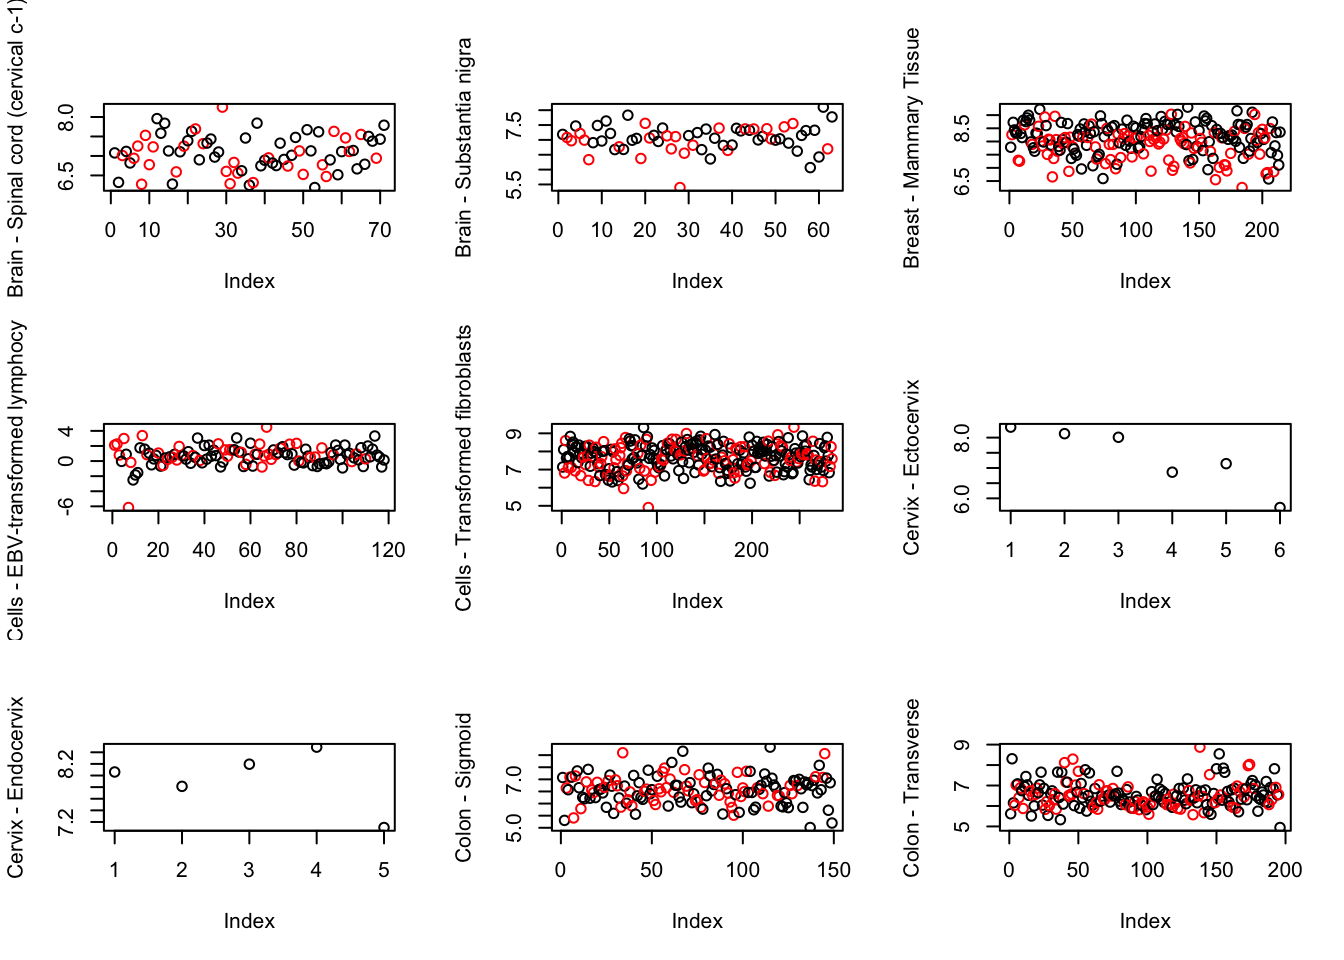 Brain - Spinal cord (cervical c-1)
8.0
6.5
0 10 30 50 70
Index
Brain - Substantia nigra
7.5
5.5
0 10 20 30 40 50 60
Index
Breast - Mammary Tissue
8.5
6.5
0 50 100 150 200
Index
Cells - EBV-transformed lymphocy
4
0
-6
0 20 40 60 80 120
Index
Cells - Transformed fibroblasts
9
7
5
0 50 100 200
Index
Cervix - Ectocervix
8.0
6.0
1 2 3 4 5 6
Index
Cervix - Endocervix
8.2
7.2
1 2 3 4 5
Index
Colon - Sigmoid
7.0
5.0
0 50 100 150
Index
Colon - Transverse
9
7
5
0 50 100 150 200
Index